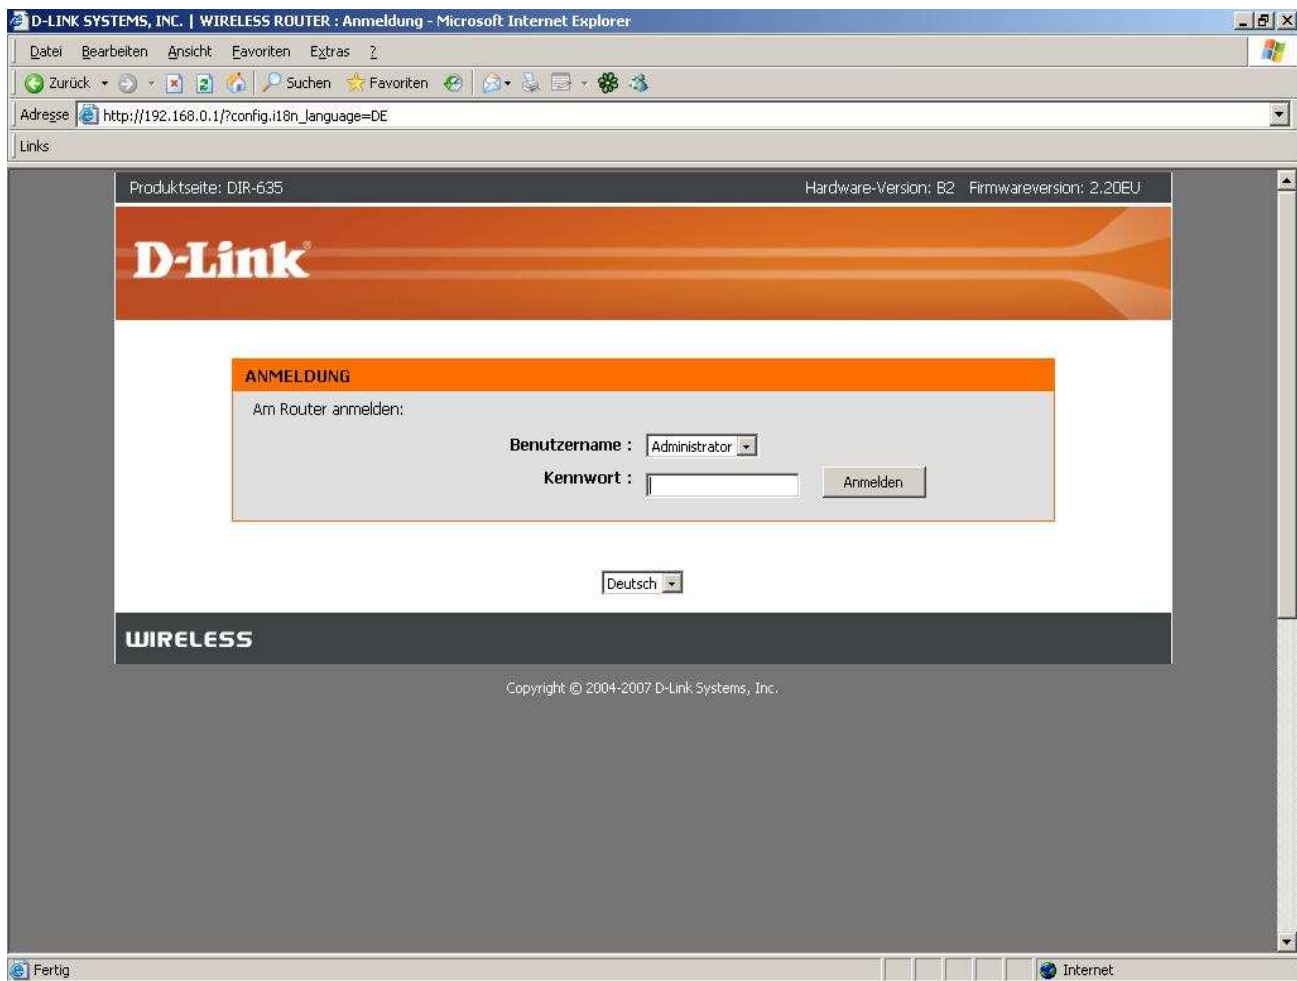 D-LINK SYSTEMS, INC. | WIRELESS ROUTER : Anmeldung - Microsoft Internet Explorer
Datei Bearbeiten Ansicht Favoriten Extras ?
Zurück Suchen Favoriten
Adresse http://192.168.0.1/?config.i18n_language=DE
Links
Produktseite: DIR-635 Hardware-Version: B2 Firmwareversion: 2.20EU
D-Link®
ANMELDUNG
Am Router anmelden:
Benutzername : Administrator
Kennwort : Anmelden
Deutsch
WIRELESS
Copyright © 2004-2007 D-Link Systems, Inc.
Fertig Internet